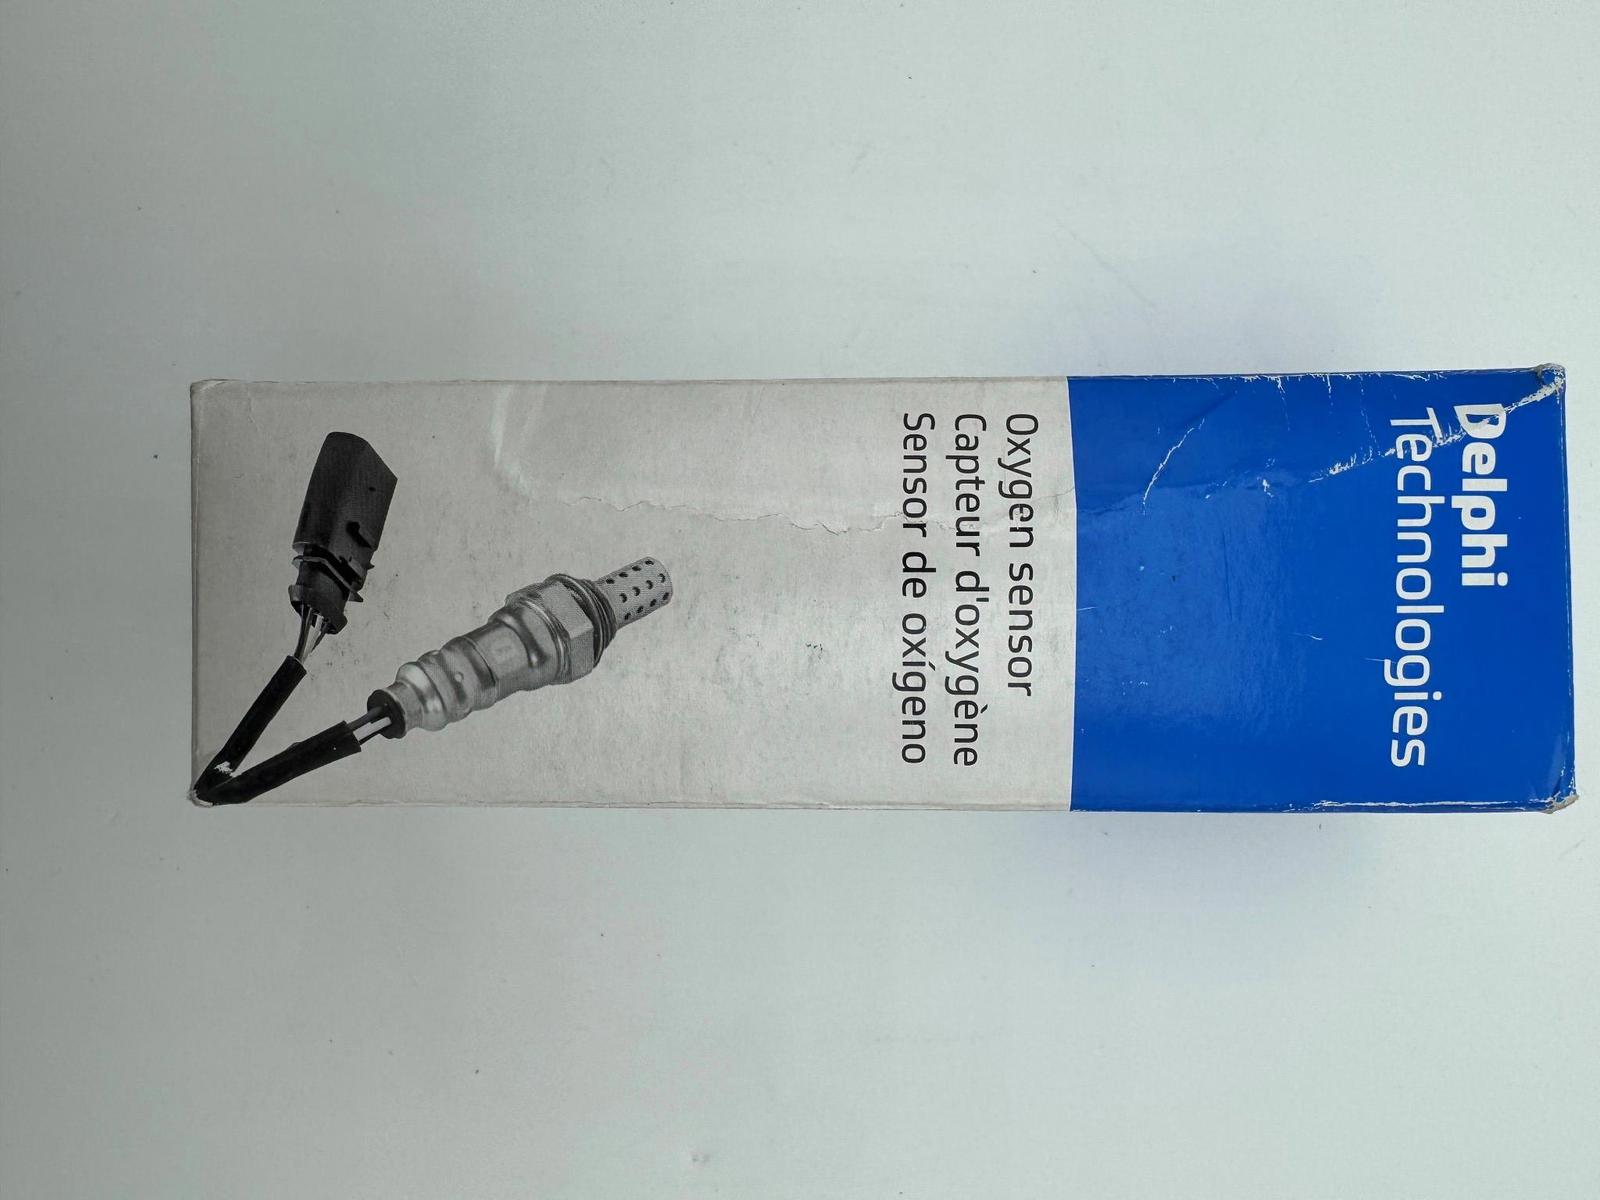 Delphi
Technologies
Oxygen sensor
Capteur d'oxygène
Sensor de oxígeno